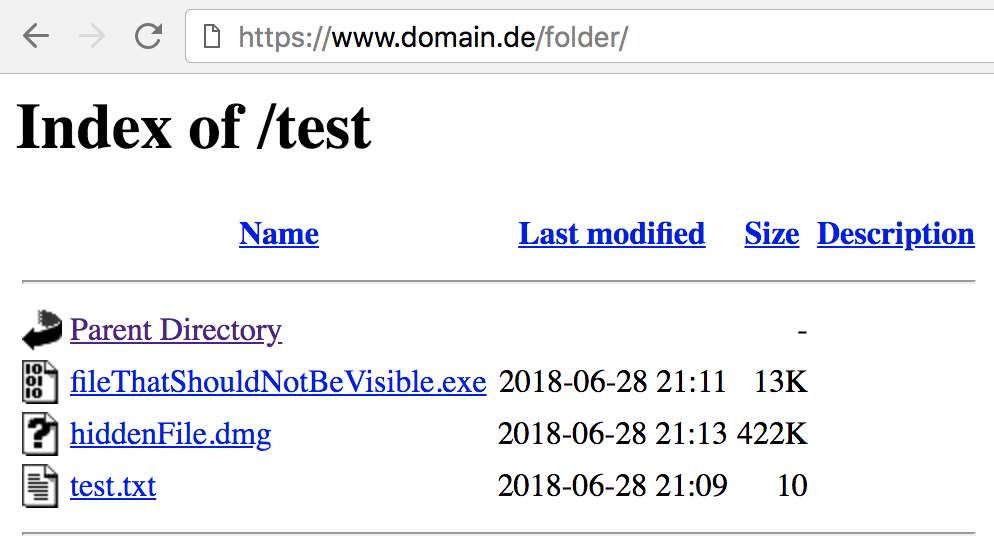 https://www.domain.de/folder/
Index of /test
Name Last modified Size Description
Parent Directory -
fileThatShouldNotBeVisible.exe 2018-06-28 21:11 13K
hiddenFile.dmg 2018-06-28 21:13 422K
test.txt 2018-06-28 21:09 10